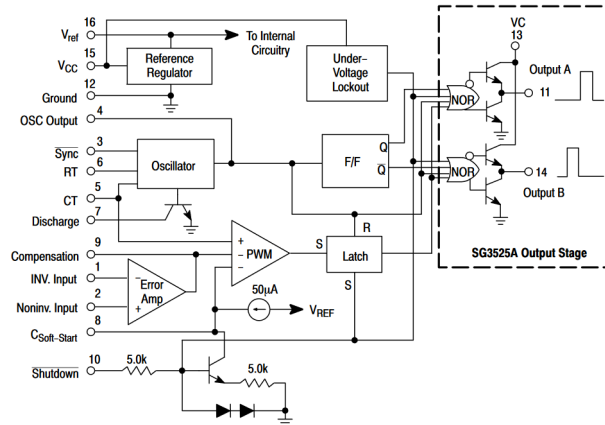 16
Vref
To Internal
Circuitry
VC
13
15
VCC
Reference
Regulator
Under–
Voltage
Lockout
Output A
11
12
Ground
NOR
4
OSC Output
3
Sync
Oscillator
F/F
Q
Q
6
RT
5
CT
NOR
14
Output B
7
Discharge
R
9
Compensation
+
–
–
PWM
S
Latch
SG3525A Output Stage
1
INV. Input
–
Error
Amp
+
S
2
Noninv. Input
50µA
VREF
8
CSoft–Start
10
Shutdown
5.0k
5.0k